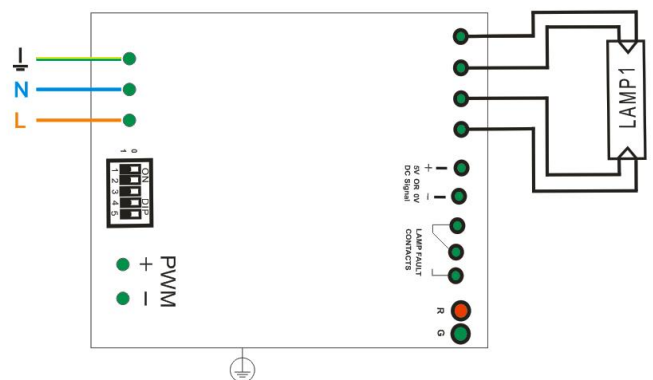 N
L
1 0
ON
DIP
1 2 3 4 5
+
−
PWM
LAMP1
+ −
5V OR 0V
DC Signal
− −
LAMP FAULT
CONTACTS
R
G